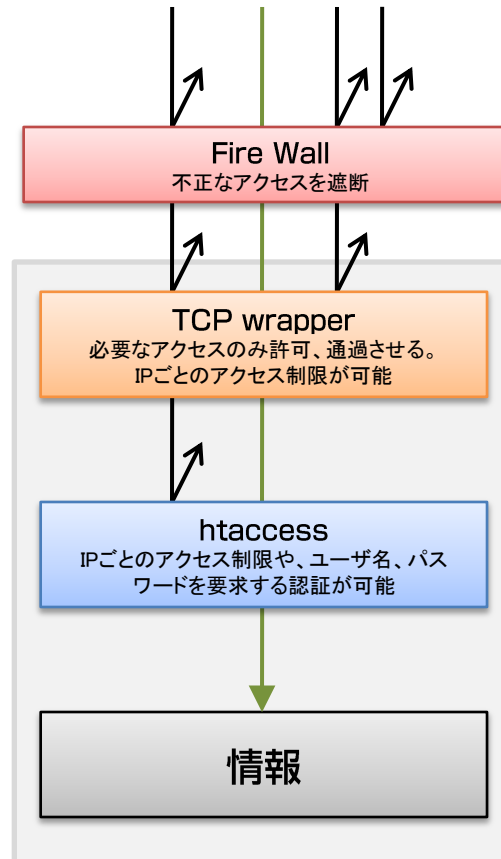 Fire Wall
不正なアクセスを遮断
TCP wrapper
必要なアクセスのみ許可、通過させる。
IPごとのアクセス制限が可能
htaccess
IPごとのアクセス制限や、ユーザ名、パス
ワードを要求する認証が可能
情報